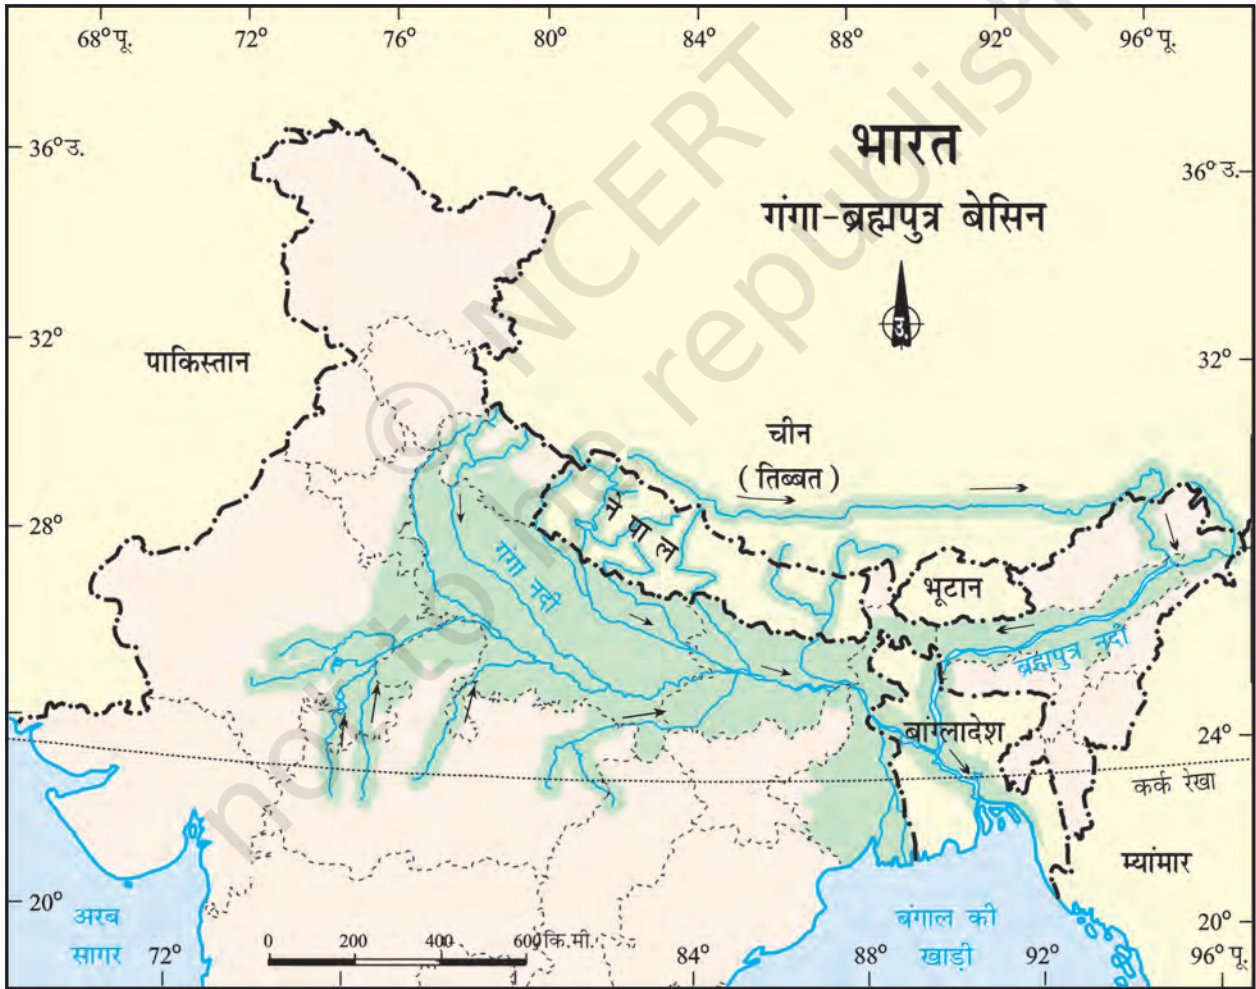 68° पू. 72° 76° 80° 84° 88° 92° 96° पू.
36° उ.
भारत
36° उ.
गंगा-ब्रह्मपुत्र बेसिन
उ.
32°
पाकिस्तान
32°
चीन
(तिब्बत)
28°
नेपाल
गंगा नदी
28°
भूटान
ब्रह्मपुत्र नदी
बाग्लादेश
24°
कर्क रेखा
म्यांमार
20°
अरब
सागर
बंगाल की
खाड़ी
20°
0 200 400 600 कि.मी.
72° 84° 88° 92° 96° पू.
© NCERT
not to be republish